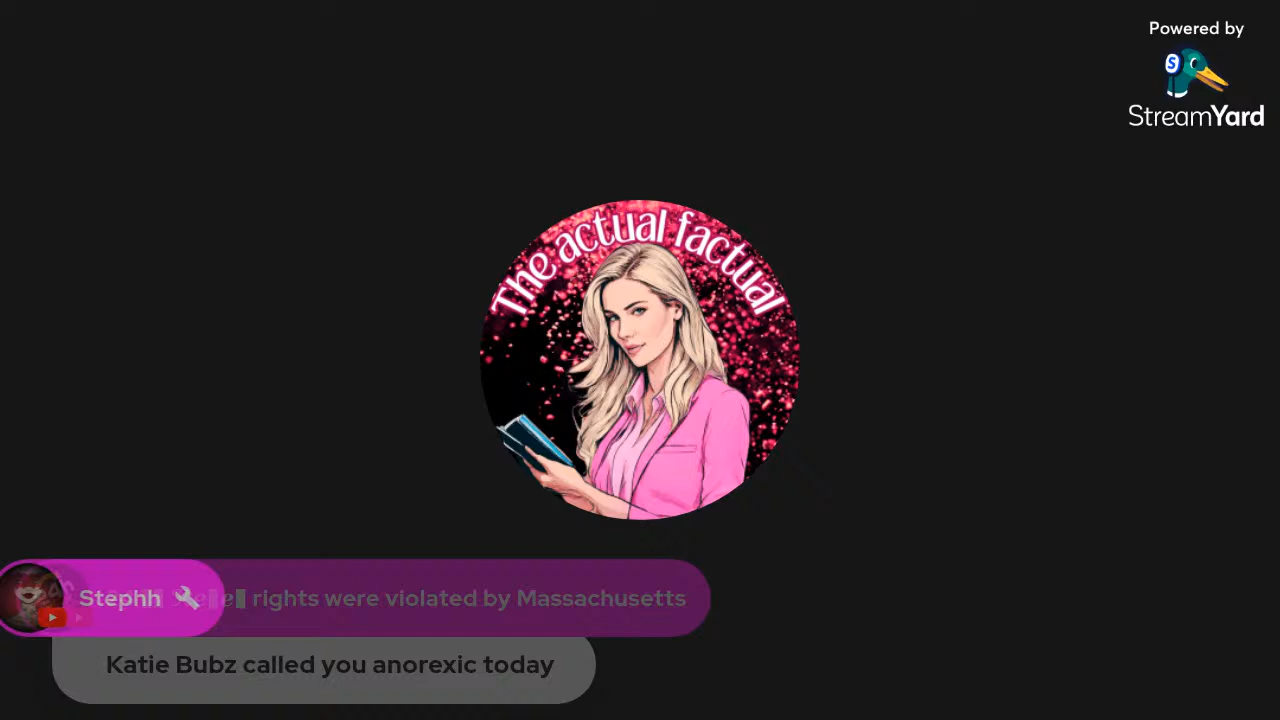 Powered by
StreamYard
The actual factual
Stephh rights were violated by Massachusetts
Katie Bubz called you anorexic today